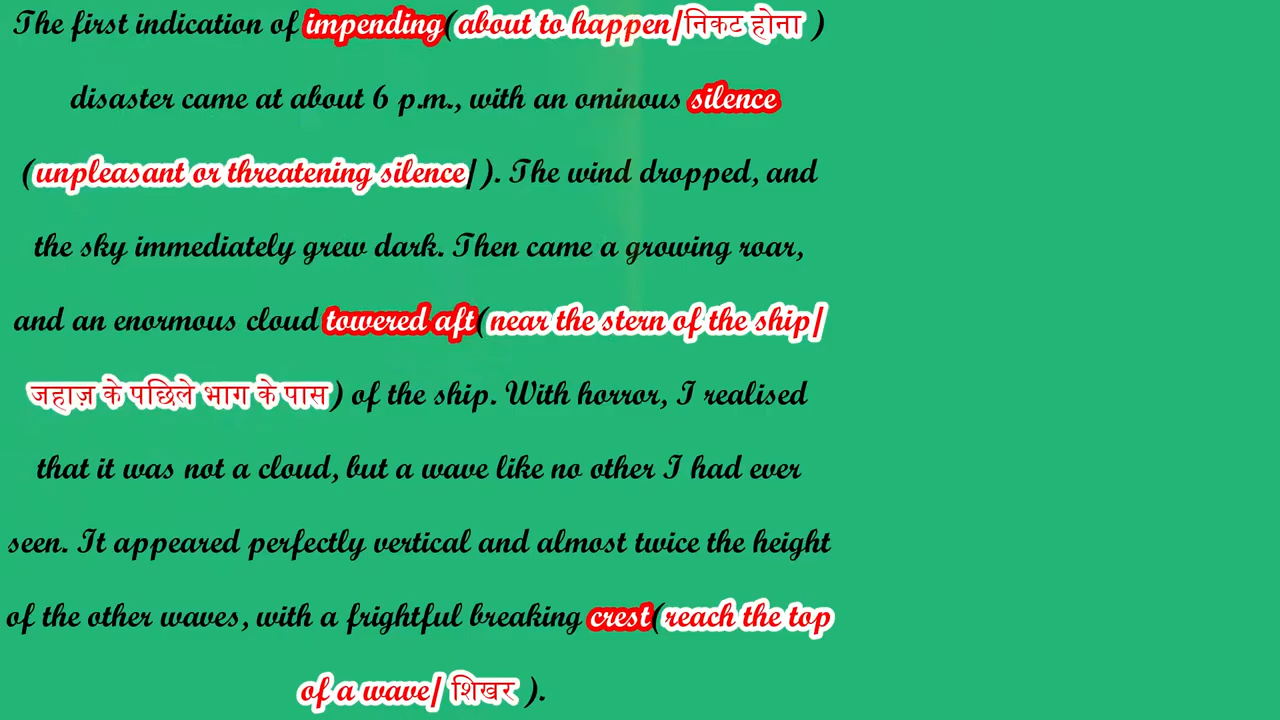 The first indication of impending(about to happen/निकट होना )
disaster came at about 6 p.m., with an ominous silence
(unpleasant or threatening silence/ ). The wind dropped, and
the sky immediately grew dark. Then came a growing roar,
and an enormous cloud towered aft(near the stern of the ship/
जहाज़ के पछिले भाग के पास) of the ship. With horror, I realised
that it was not a cloud, but a wave like no other I had ever
seen. It appeared perfectly vertical and almost twice the height
of the other waves, with a frightful breaking crest(reach the top
of a wave/ शिखर ).